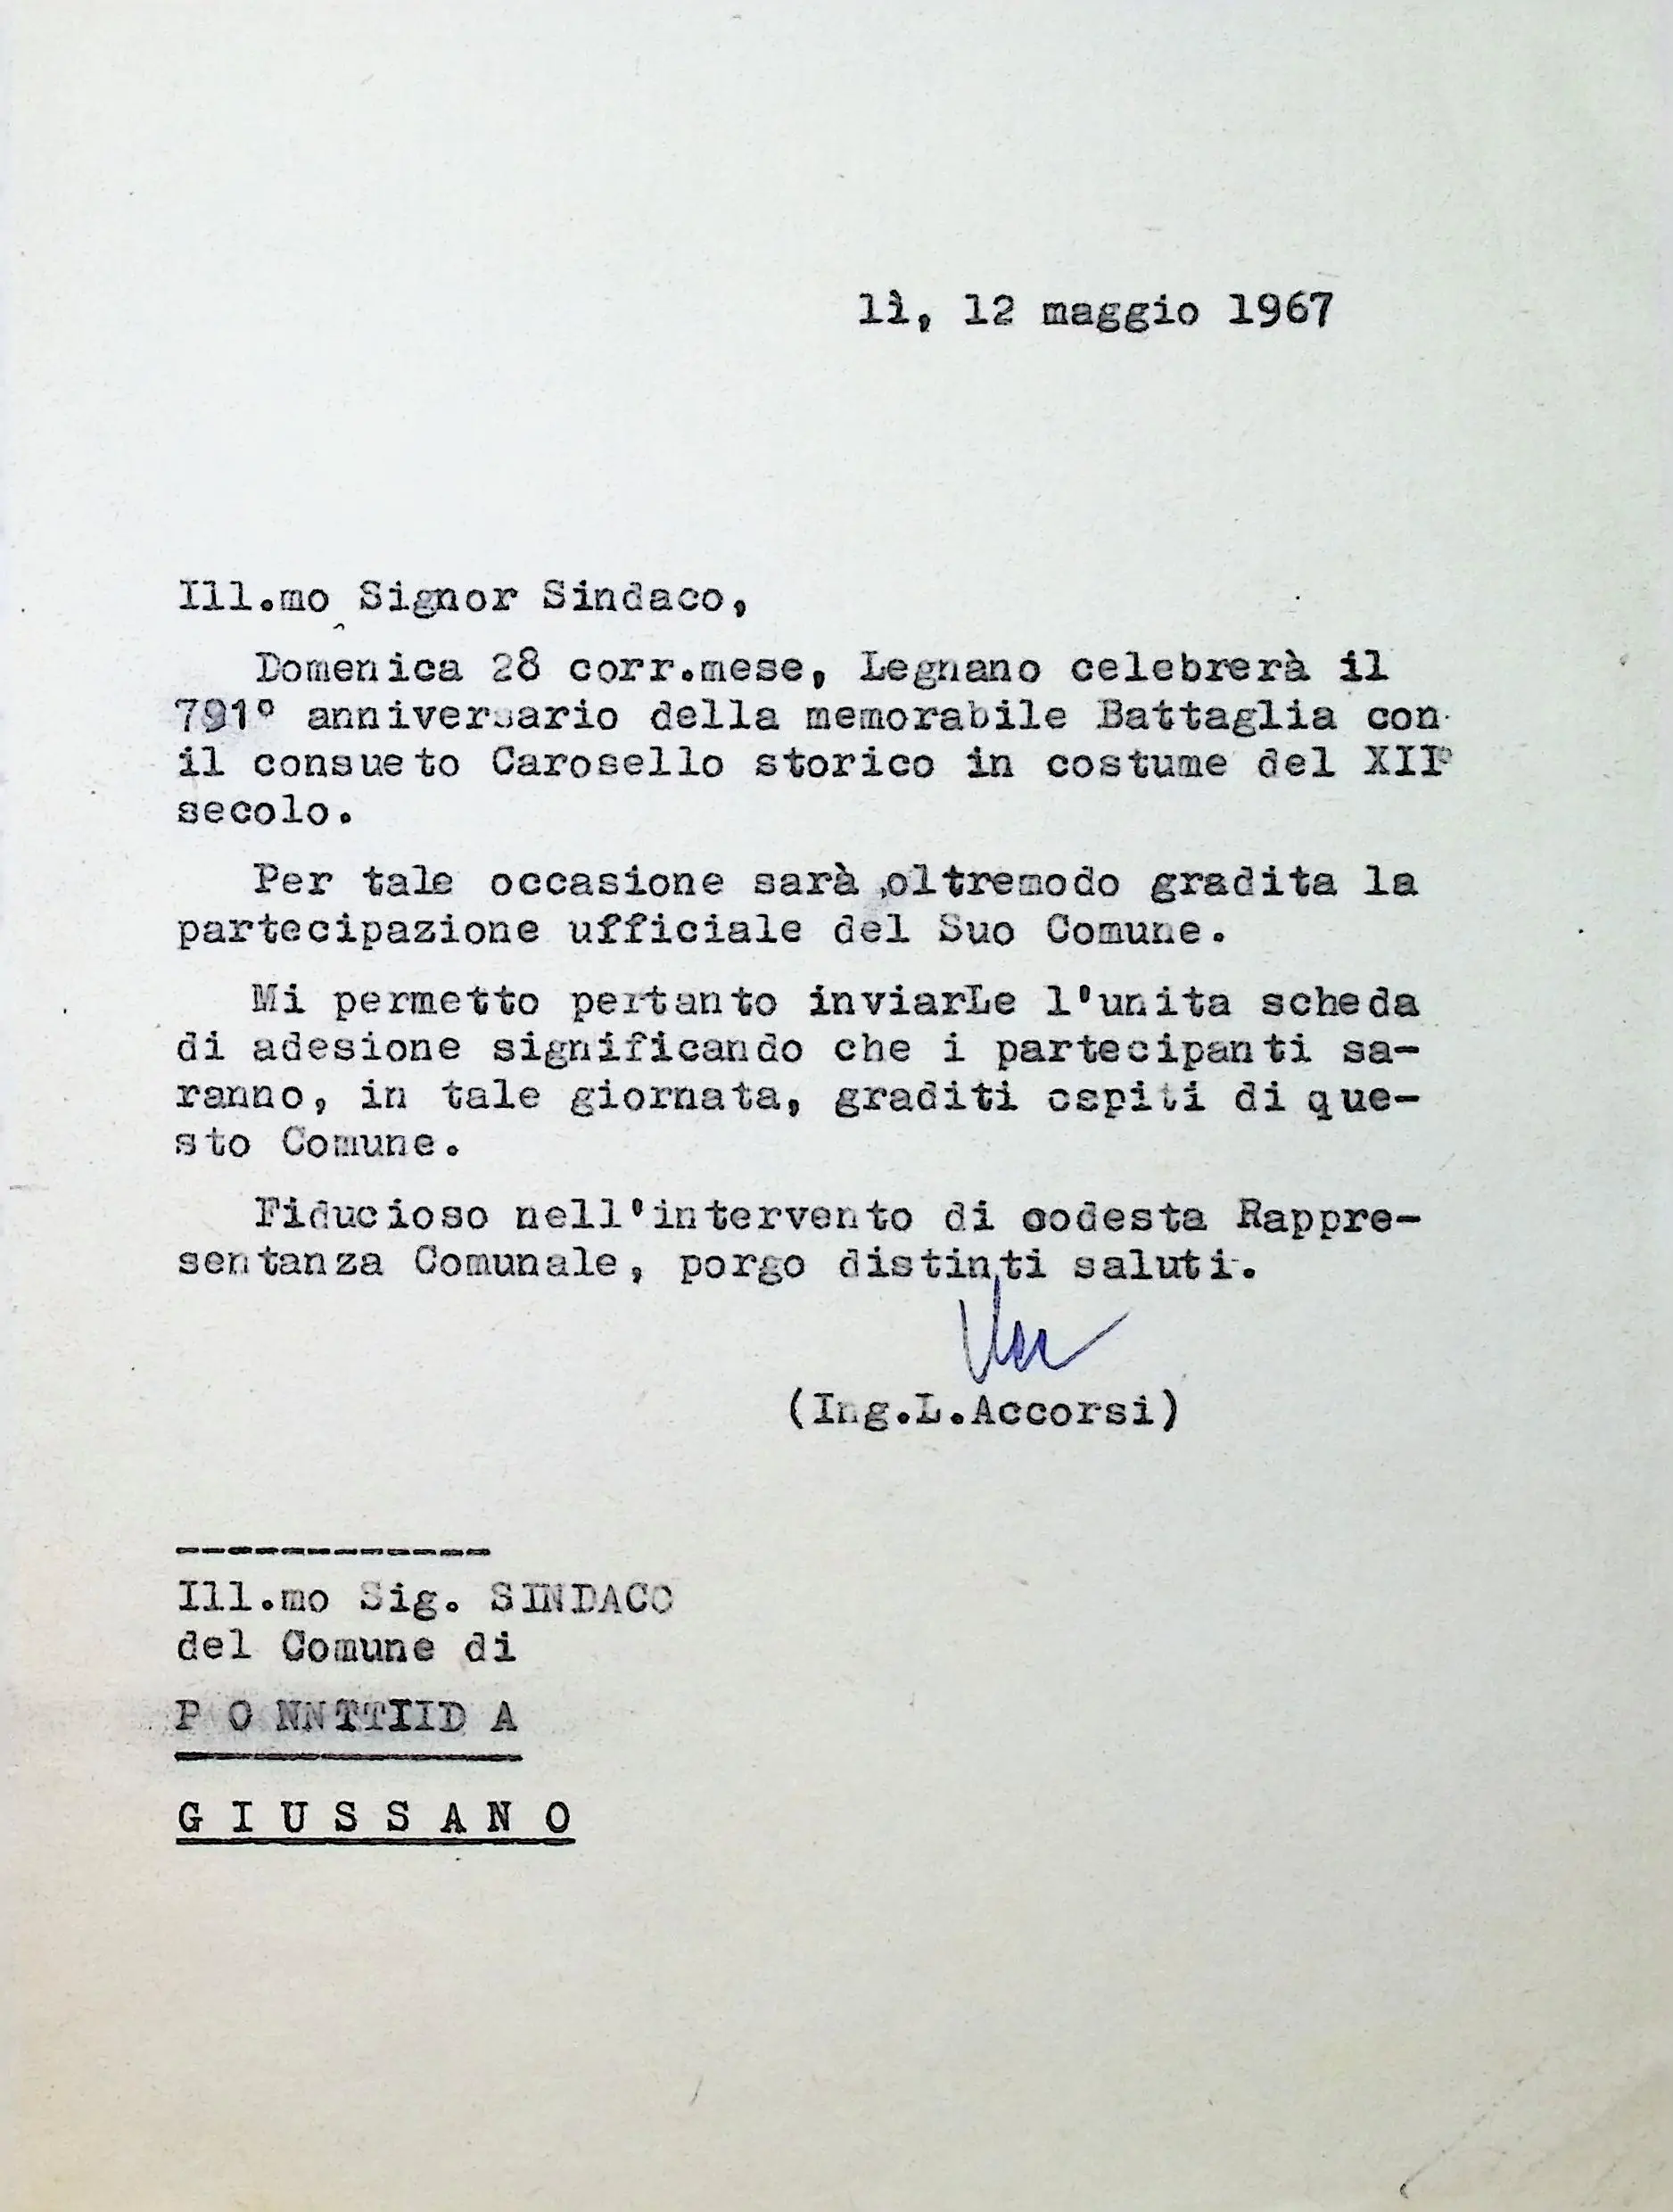 lì, 12 maggio 1967
Ill.mo Signor Sindaco,
Domenica 28 corr.mese, Legnano celebrerà il
791° anniversario della memorabile Battaglia con
il consueto Carosello storico in costume del XII°
secolo.
Per tale occasione sarà oltremodo gradita la
partecipazione ufficiale del Suo Comune.
Mi permetto pertanto inviarLe l'unita scheda
di adesione significando che i partecipanti sa-
ranno, in tale giornata, graditi ospiti di que-
sto Comune.
Fiducioso nell'intervento di codesta Rappre-
sentanza Comunale, porgo distinti saluti.
(Ing.L.Accorsi)
Ill.mo Sig. SINDACO
del Comune di
P O NNTTIID A
G I U S S A N O